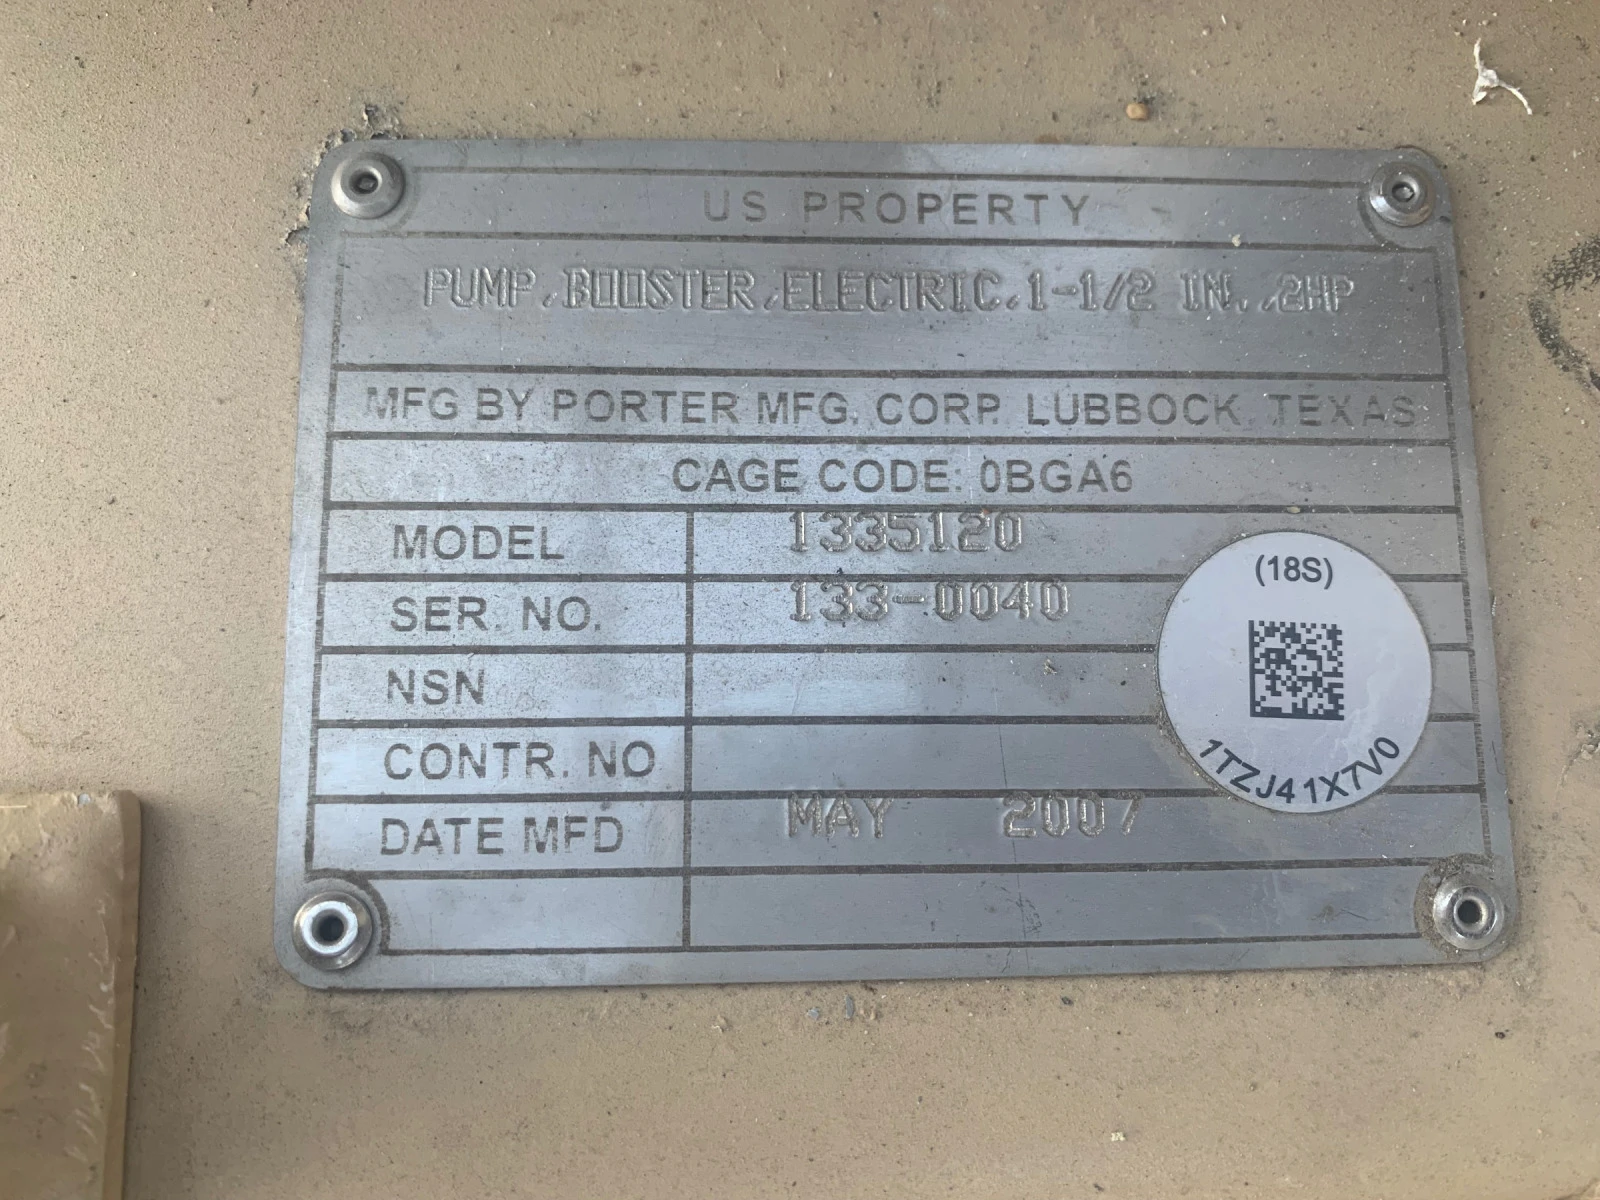 US PROPERTY
PUMP, BOOSTER, ELECTRIC, 1-1/2 IN., 2HP
MFG BY PORTER MFG. CORP. LUBBOCK, TEXAS
CAGE CODE: 0BGA6
MODEL 1335120
SER. NO. 133-0040
NSN
CONTR. NO
DATE MFD MAY 2007
(18S)
1TZJ41X7V0